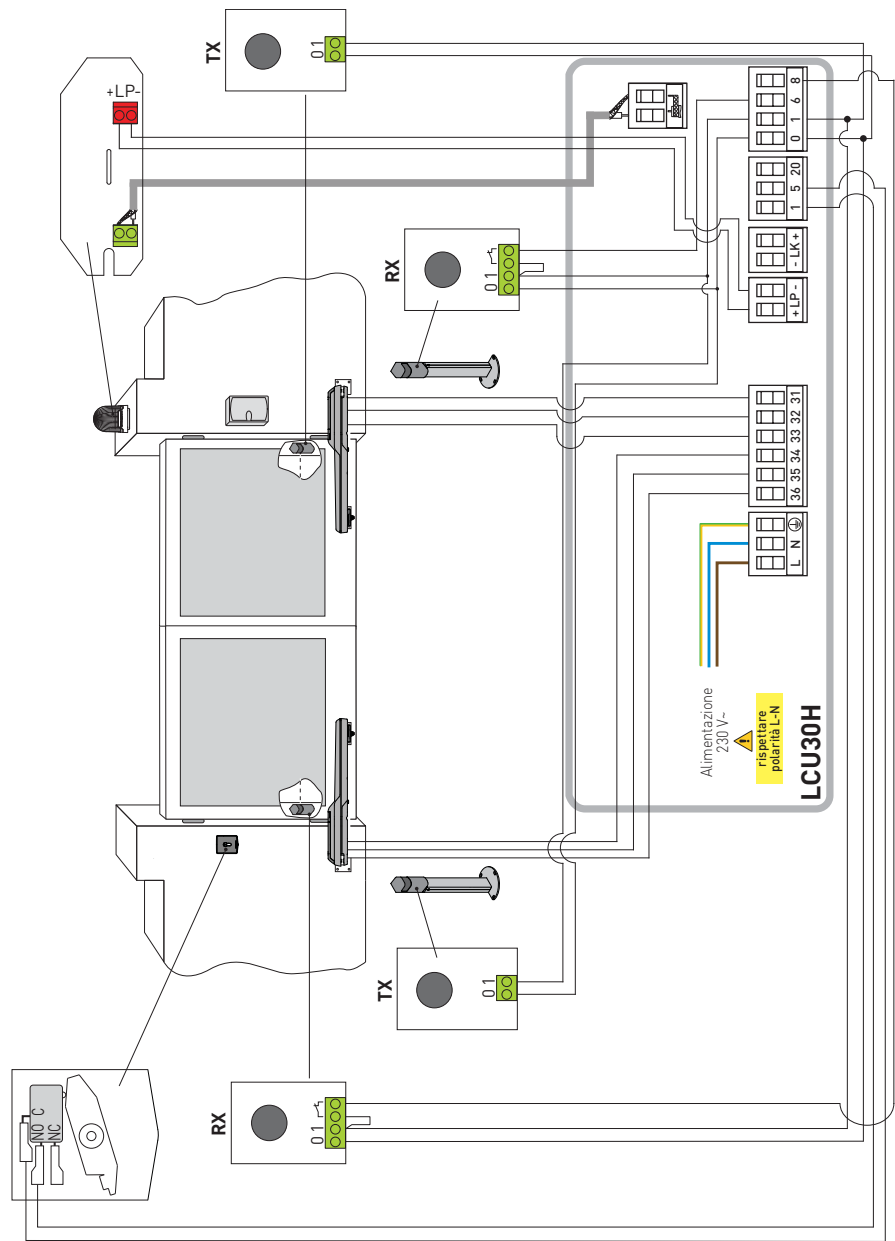 +LP-
TX
0 1
RX
0 1
0 1 6 8
1 5 20
- LK +
+ LP -
36 35 34 33 32 31
L N
Alimentazione
230 V~
rispettare
polarità L-N
LCU30H
TX
0 1
RX
0 1
NO C
NC